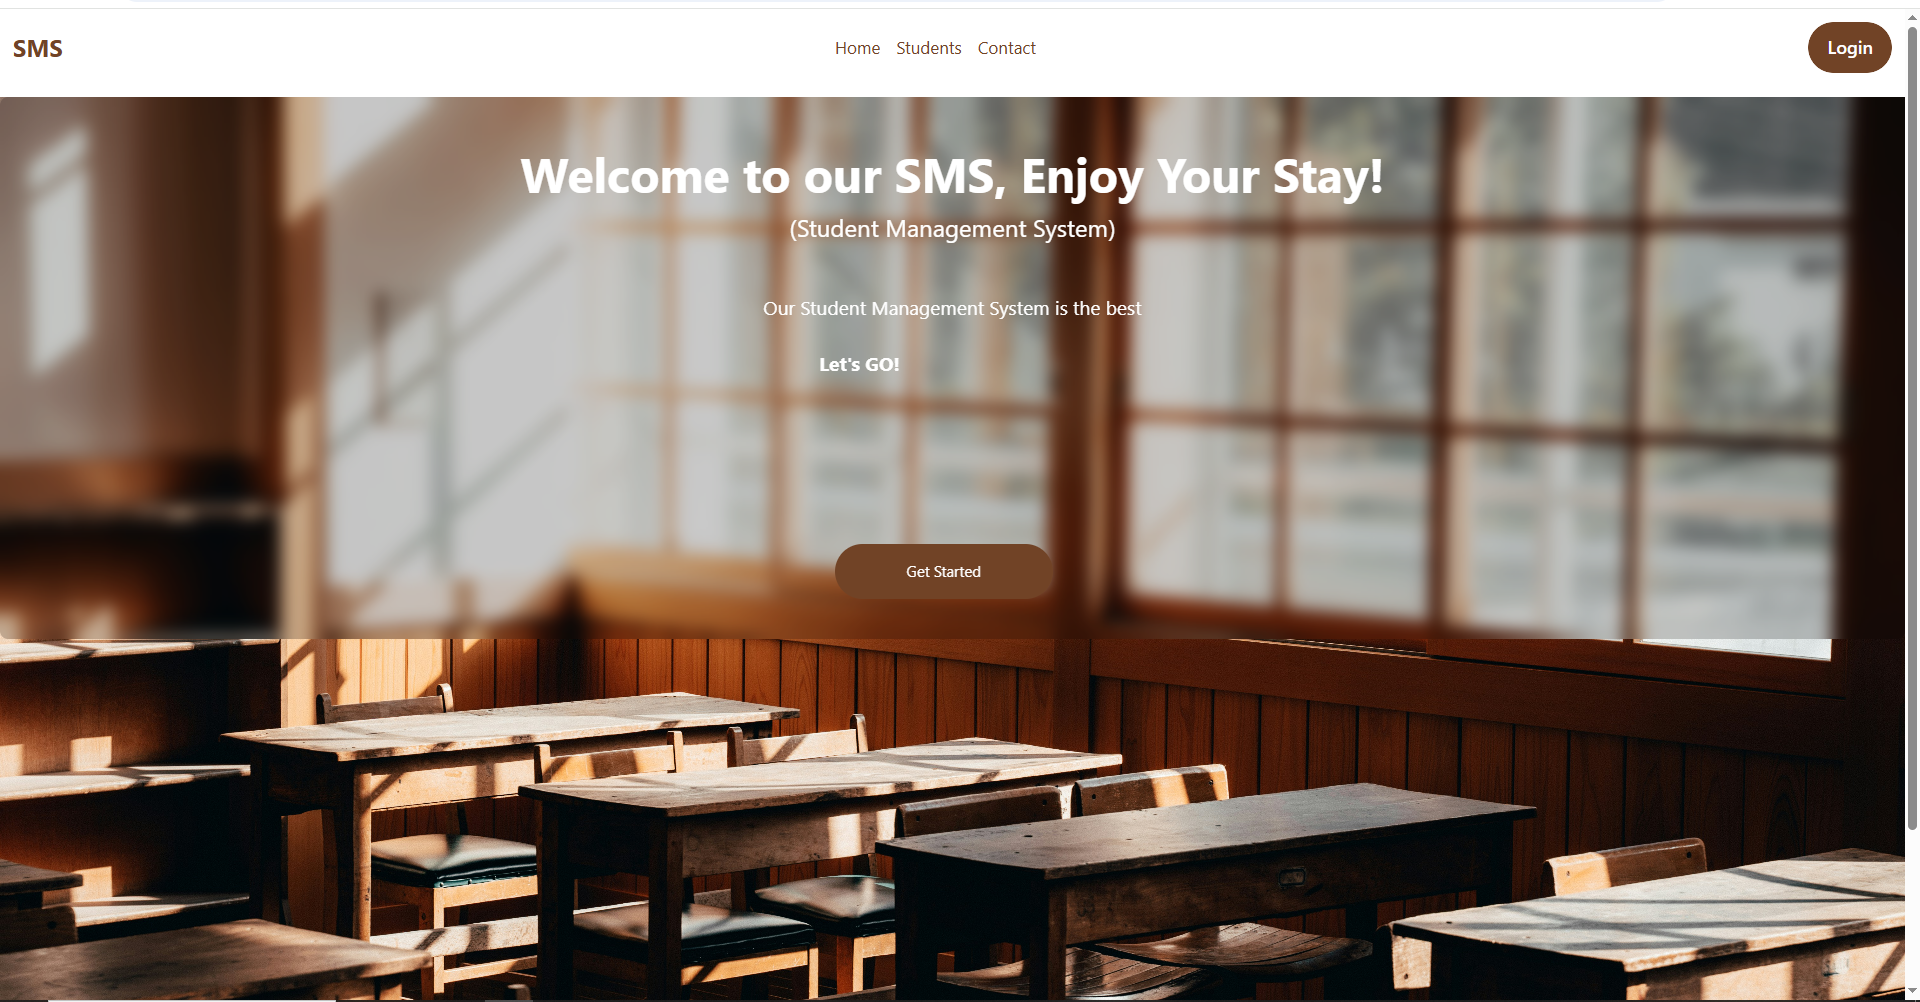 SMS
Home Students Contact
Login
Welcome to our SMS, Enjoy Your Stay!
(Student Management System)
Our Student Management System is the best
Let's GO!
Get Started